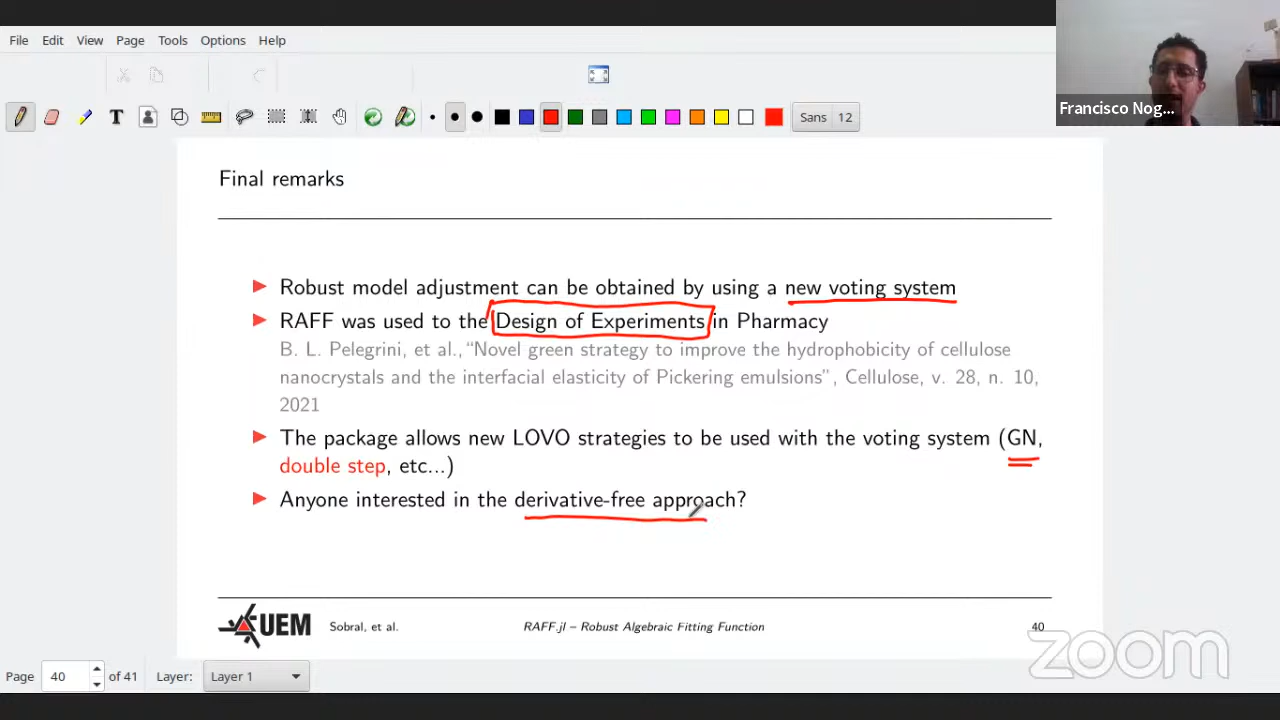 File Edit View Page Tools Options Help
Francisco Nog...
T
Sans 12
Final remarks
Robust model adjustment can be obtained by using a new voting system
RAFF was used to the Design of Experiments in Pharmacy
B. L. Pelegrini, et al.,“Novel green strategy to improve the hydrophobicity of cellulose
nanocrystals and the interfacial elasticity of Pickering emulsions”, Cellulose, v. 28, n. 10,
2021
The package allows new LOVO strategies to be used with the voting system (GN,
double step, etc...)
Anyone interested in the derivative-free approach?
UEM Sobral, et al. RAFF.jl – Robust Algebraic Fitting Function 40
zoom
Page 40 of 41 Layer: Layer 1